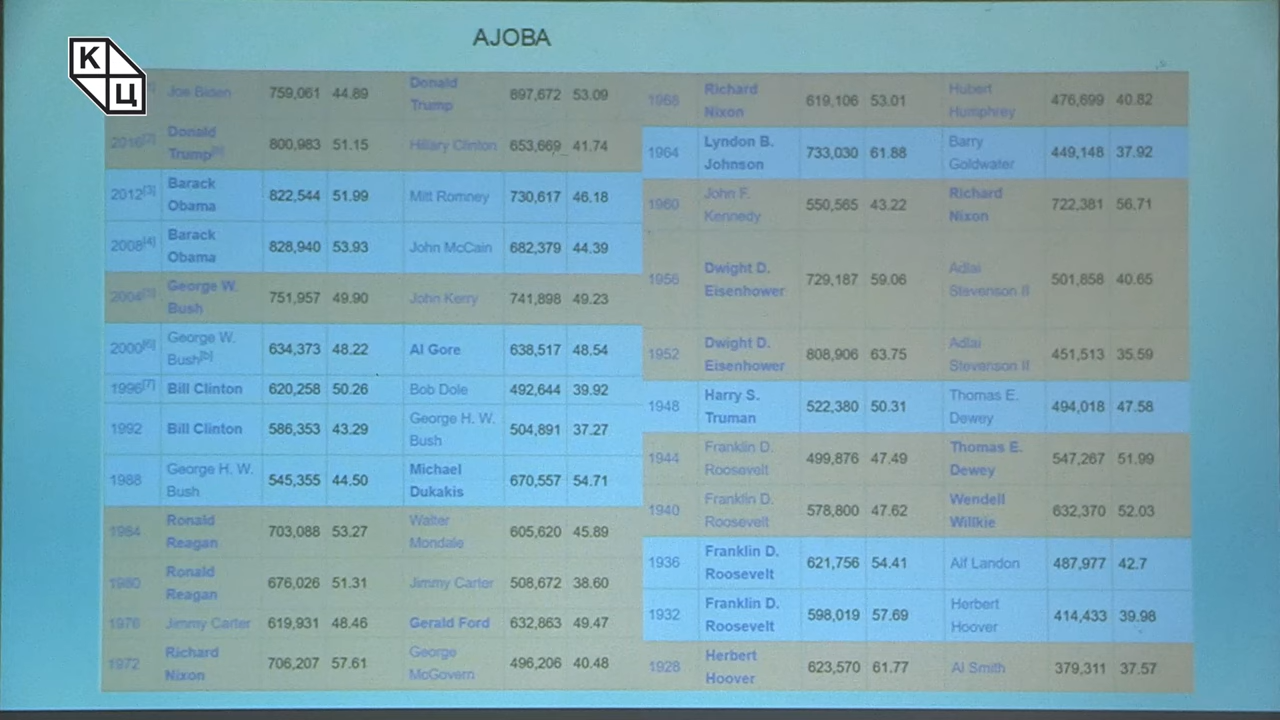 К
Ц
АЈОВА
Joe Biden 759,061 44.89 Donald Trump 897,672 53.09
2016[2] Donald Trump 800,983 51.15 Hillary Clinton 653,669 41.74
2012[3] Barack Obama 822,544 51.99 Mitt Romney 730,617 46.18
2008[4] Barack Obama 828,940 53.93 John McCain 682,379 44.39
2004[5] George W. Bush 751,957 49.90 John Kerry 741,898 49.23
2000[6] George W. Bush[b] 634,373 48.22 Al Gore 638,517 48.54
1996[7] Bill Clinton 620,258 50.26 Bob Dole 492,644 39.92
1992 Bill Clinton 586,353 43.29 George H. W. Bush 504,891 37.27
1988 George H. W. Bush 545,355 44.50 Michael Dukakis 670,557 54.71
1984 Ronald Reagan 703,088 53.27 Walter Mondale 605,620 45.89
1980 Ronald Reagan 676,026 51.31 Jimmy Carter 508,672 38.60
1976 Jimmy Carter 619,931 48.46 Gerald Ford 632,863 49.47
1972 Richard Nixon 706,207 57.61 George McGovern 496,206 40.48
1968 Richard Nixon 619,106 53.01 Hubert Humphrey 476,699 40.82
1964 Lyndon B. Johnson 733,030 61.88 Barry Goldwater 449,148 37.92
1960 John F. Kennedy 550,565 43.22 Richard Nixon 722,381 56.71
1956 Dwight D. Eisenhower 729,187 59.06 Adlai Stevenson II 501,858 40.65
1952 Dwight D. Eisenhower 808,906 63.75 Adlai Stevenson II 451,513 35.59
1948 Harry S. Truman 522,380 50.31 Thomas E. Dewey 494,018 47.58
1944 Franklin D. Roosevelt 499,876 47.49 Thomas E. Dewey 547,267 51.99
1940 Franklin D. Roosevelt 578,800 47.62 Wendell Willkie 632,370 52.03
1936 Franklin D. Roosevelt 621,756 54.41 Alf Landon 487,977 42.7
1932 Franklin D. Roosevelt 598,019 57.69 Herbert Hoover 414,433 39.98
1928 Herbert Hoover 623,570 61.77 Al Smith 379,311 37.57